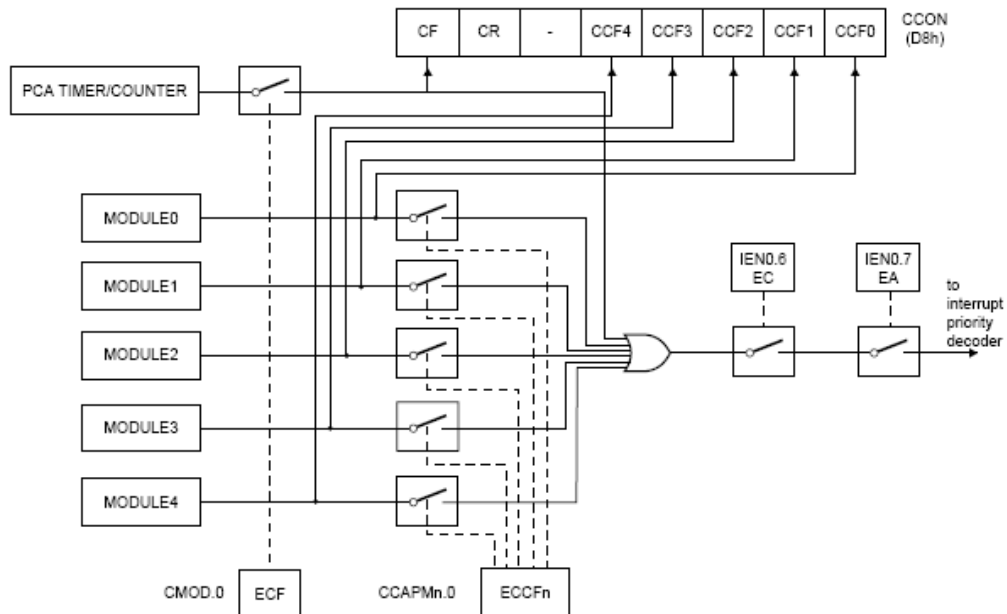 CF CR - CCF4 CCF3 CCF2 CCF1 CCF0
CCON
(D8h)
PCA TIMER/COUNTER
MODULE0
MODULE1
MODULE2
MODULE3
MODULE4
IEN0.6
EC
IEN0.7
EA
to
interrupt
priority
decoder
CMOD.0
ECF
CCAPMn.0
ECCFn